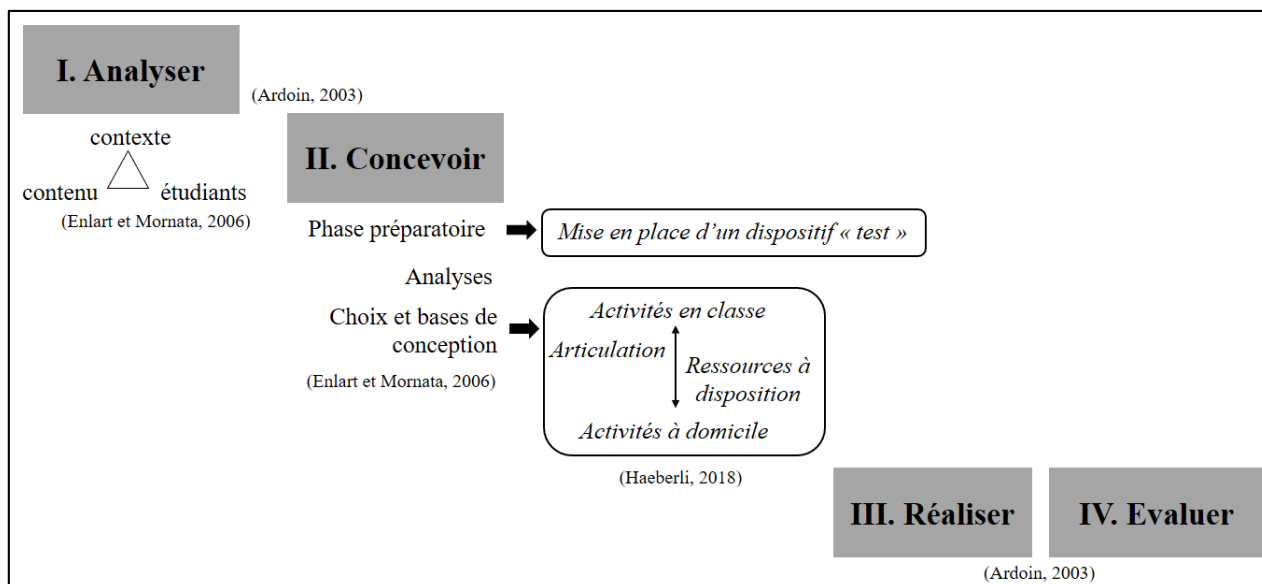 I. Analyser
(Ardoin, 2003)
contexte
contenu
étudiants
(Enlart et Mornata, 2006)
II. Concevoir
Phase préparatoire
Mise en place d’un dispositif « test »
Analyses
Choix et bases de
conception
(Enlart et Mornata, 2006)
Activités en classe
Articulation
Ressources à
disposition
Activités à domicile
(Haeberli, 2018)
III. Réaliser
IV. Evaluer
(Ardoin, 2003)